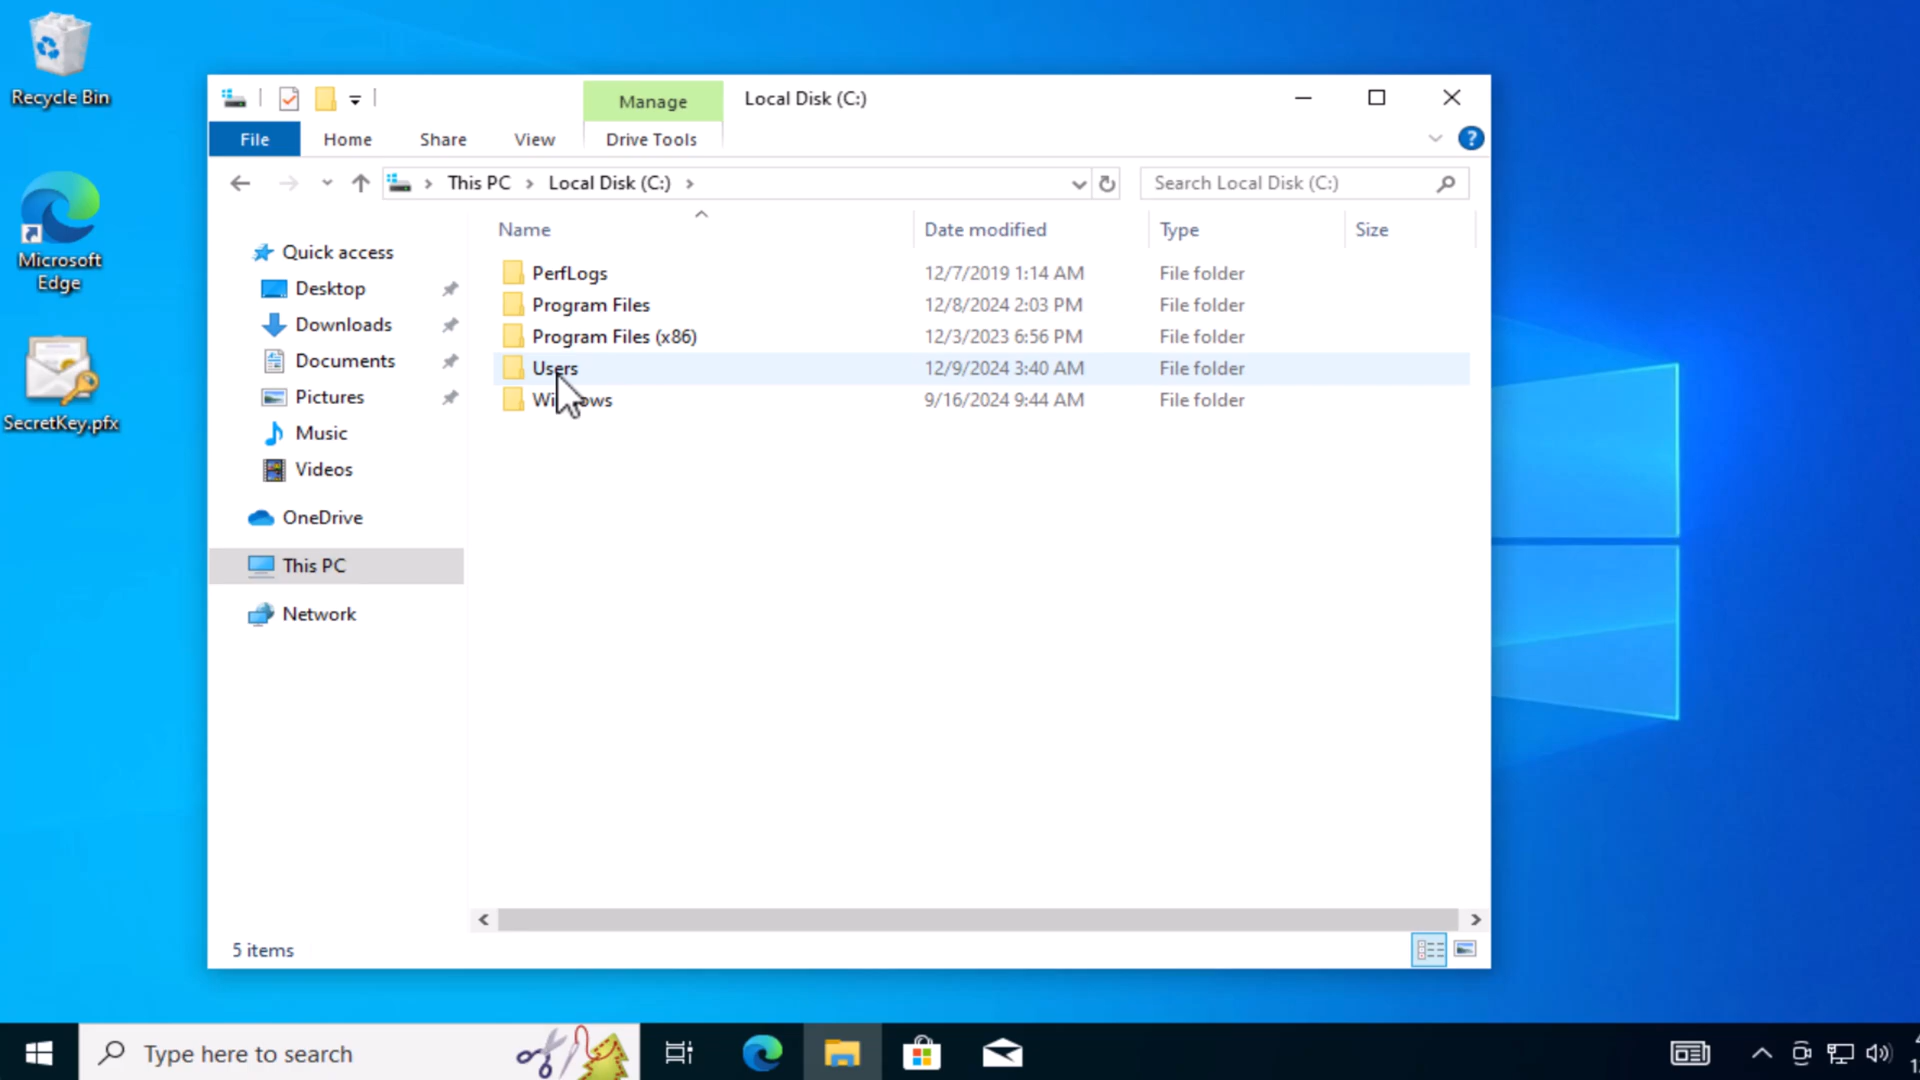 Recycle Bin
Microsoft
Edge
SecretKey.pfx
Manage
Local Disk (C:)
File
Home
Share
View
Drive Tools
This PC
Local Disk (C:)
Search Local Disk (C:)
Name
Date modified
Type
Size
Quick access
Desktop
Downloads
Documents
Pictures
Music
Videos
OneDrive
This PC
Network
PerfLogs 12/7/2019 1:14 AM File folder
Program Files 12/8/2024 2:03 PM File folder
Program Files (x86) 12/3/2023 6:56 PM File folder
Users 12/9/2024 3:40 AM File folder
Windows 9/16/2024 9:44 AM File folder
5 items
Type here to search